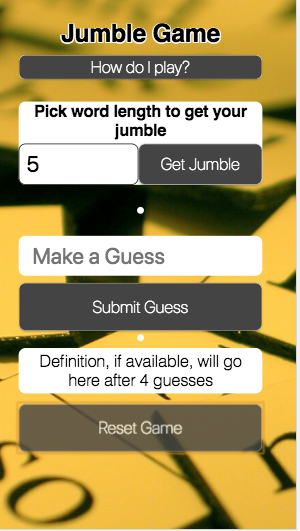 Jumble Game
How do I play?
Pick word length to get your
jumble
5
Get Jumble
Make a Guess
Submit Guess
Definition, if available, will go
here after 4 guesses
Reset Game